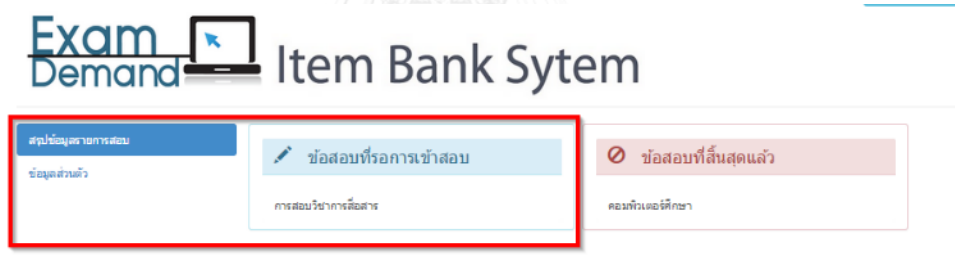 Exam
Demand
Item Bank Sytem
สรุปข้อมูลรายการสอบ
ข้อมูลส่วนตัว
ข้อสอบที่รอการเข้าสอบ
การสอบวิชาการสื่อสาร
ข้อสอบที่สิ้นสุดแล้ว
คอมพิวเตอร์ศึกษา